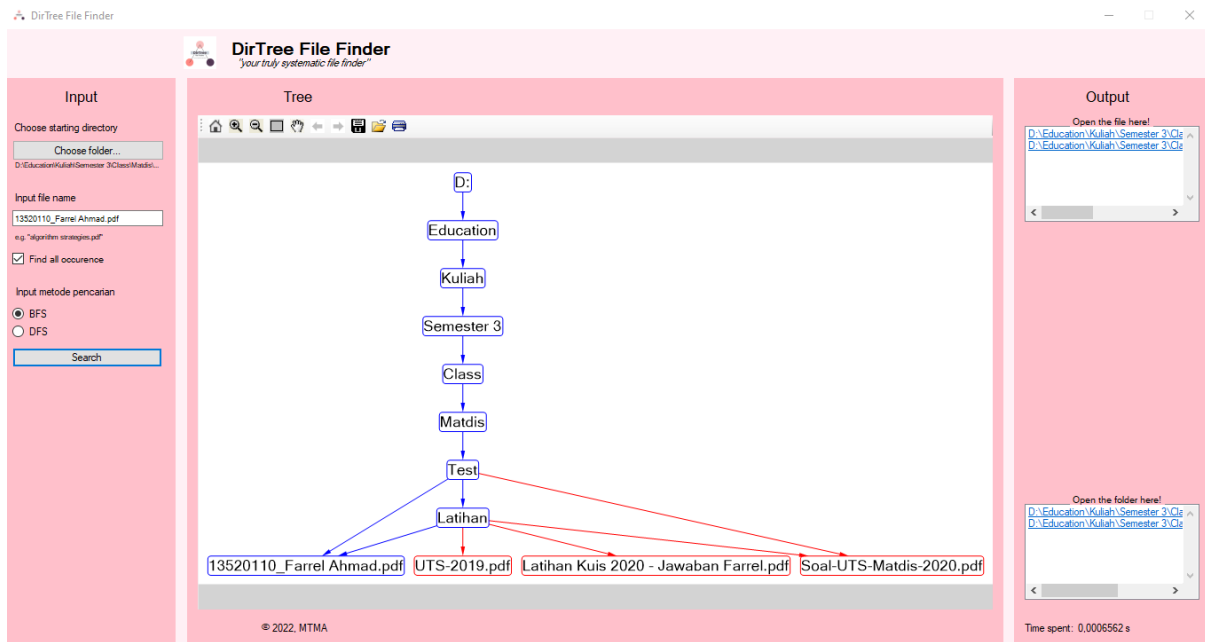 DirTree File Finder
DirTree File Finder
"your truly systematic file finder"
Input
Choose starting directory
Choose folder...
D:\Education\Kuliah\Semester 3\Class\Matdis\...
Input file name
13520110_Farrel Ahmad.pdf
e.g. "algorithm strategies.pdf"
Find all occurence
Input metode pencarian
BFS
DFS
Search
Tree
D:
Education
Kuliah
Semester 3
Class
Matdis
Test
Latihan
13520110_Farrel Ahmad.pdf UTS-2019.pdf Latihan Kuis 2020 - Jawaban Farrel.pdf Soal-UTS-Matdis-2020.pdf
© 2022, MTMA
Output
Open the file here!
D:\Education\Kuliah\Semester 3\Cla
D:\Education\Kuliah\Semester 3\Cla
Open the folder here!
D:\Education\Kuliah\Semester 3\Cla
D:\Education\Kuliah\Semester 3\Cla
Time spent: 0,0006562 s